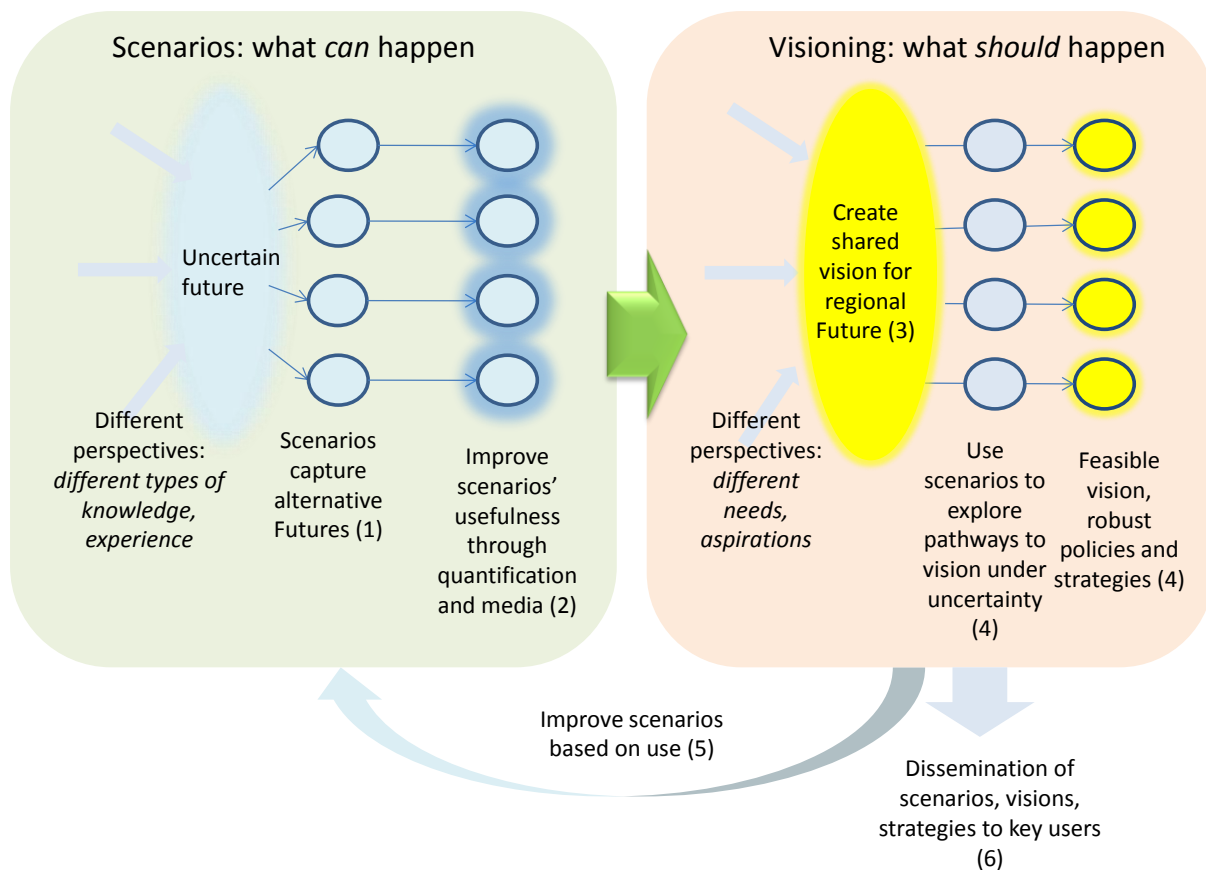 Scenarios: what can happen
Uncertain
future
Different
perspectives:
different types of
knowledge,
experience
Scenarios
capture
alternative
Futures (1)
Improve
scenarios’
usefulness
through
quantification
and media (2)
Visioning: what should happen
Create
shared
vision for
regional
Future (3)
Different
perspectives:
different
needs,
aspirations
Use
scenarios to
explore
pathways to
vision under
uncertainty
(4)
Feasible
vision,
robust
policies and
strategies (4)
Improve scenarios
based on use (5)
Dissemination of
scenarios, visions,
strategies to key users
(6)